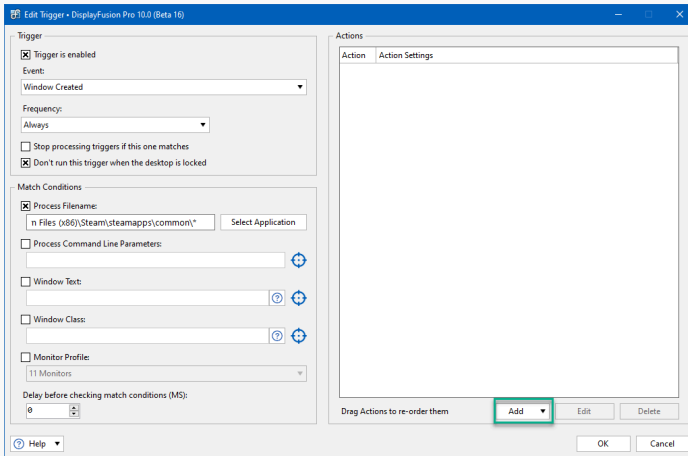 Edit Trigger • DisplayFusion Pro 10.0 (Beta 16)
Trigger
Trigger is enabled
Event:
Window Created
Frequency:
Always
Stop processing triggers if this one matches
Don't run this trigger when the desktop is locked
Match Conditions
Process Filename:
n Files (x86)\Steam\steamapps\common\*
Select Application
Process Command Line Parameters:
Window Text:
?
Window Class:
?
Monitor Profile:
11 Monitors
Delay before checking match conditions (MS):
0
Actions
Action Action Settings
Drag Actions to re-order them Add Edit Delete
? Help OK Cancel